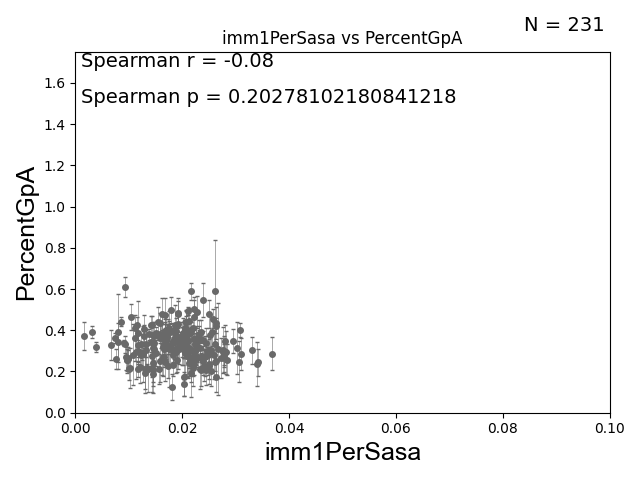 N = 231
imm1PerSasa vs PercentGpA
Spearman r = -0.08
Spearman p = 0.20278102180841218
PercentGpA
1.6
1.4
1.2
1.0
0.8
0.6
0.4
0.2
0.0
0.00 0.02 0.04 0.06 0.08 0.10
imm1PerSasa